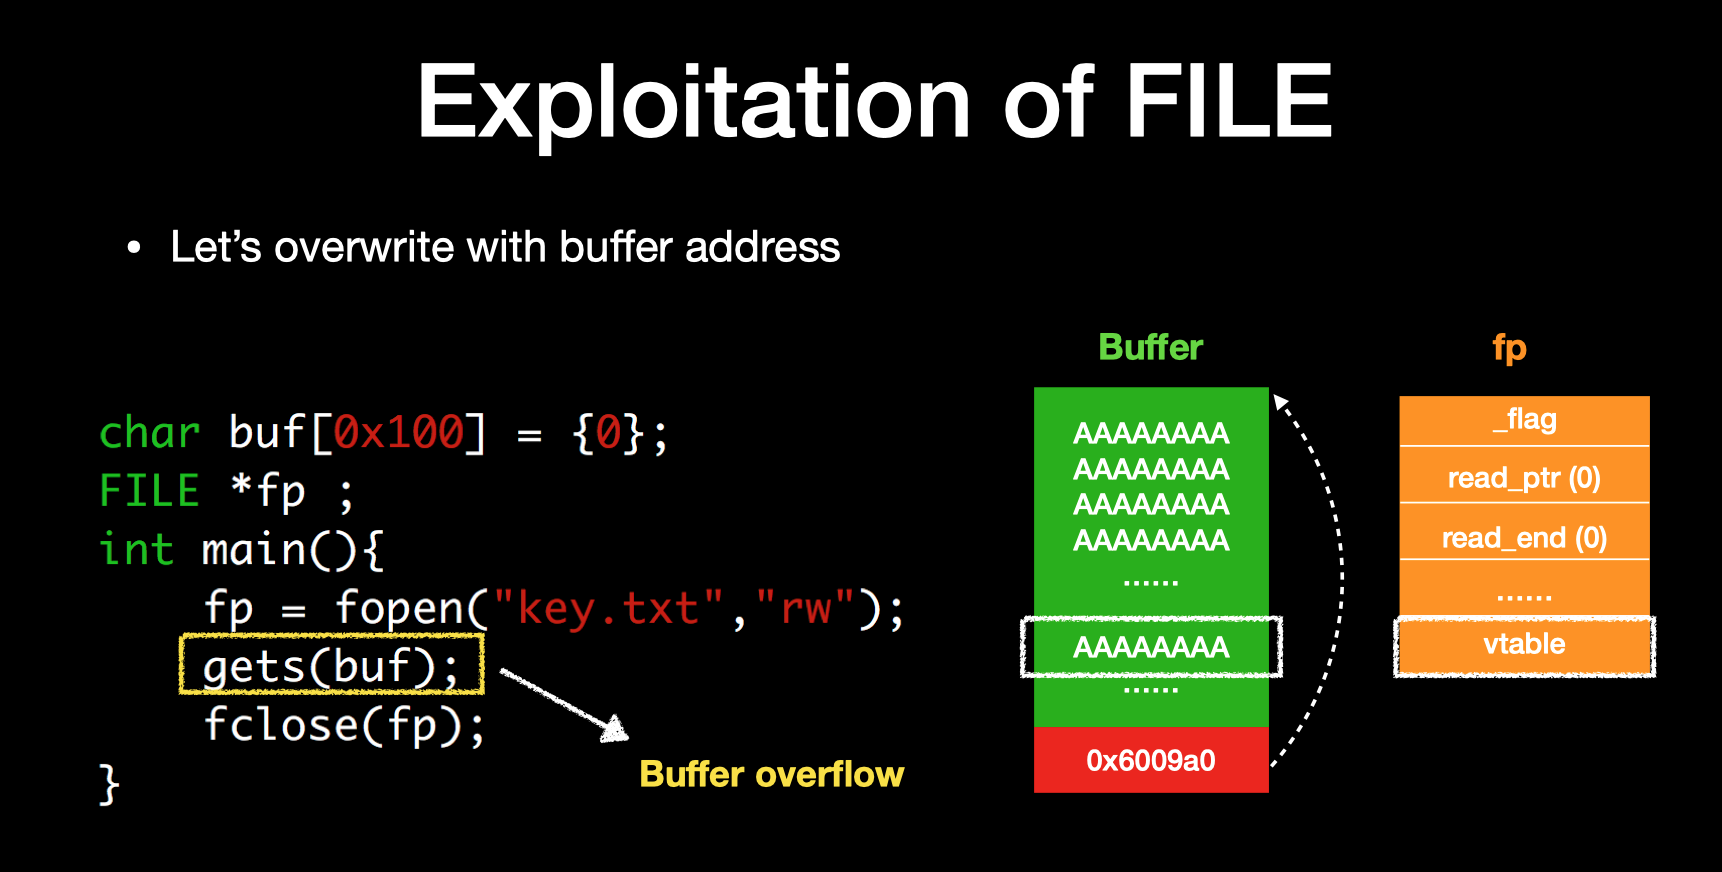 Exploitation of FILE
• Let’s overwrite with buffer address
char buf[0x100] = {0};
FILE *fp ;
int main(){
fp = fopen("key.txt","rw");
gets(buf);
fclose(fp);
}
Buffer overflow
Buffer
AAAAAAAA
AAAAAAAA
AAAAAAAA
AAAAAAAA
......
AAAAAAAA
......
0x6009a0
fp
_flag
read_ptr (0)
read_end (0)
......
vtable